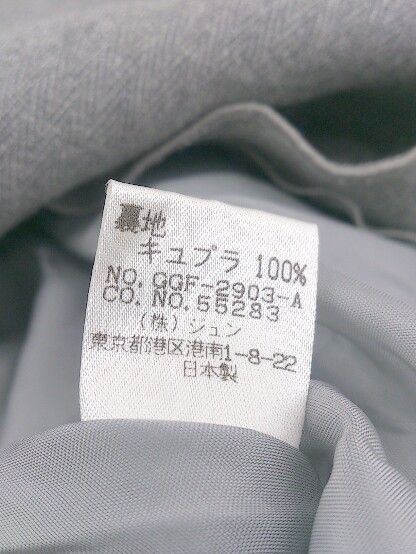 裏地
キュプラ 100%
NO. GGF-2903-A
CO. NO. 55283
(株) ジュン
東京都港区港南1-8-22
日本製